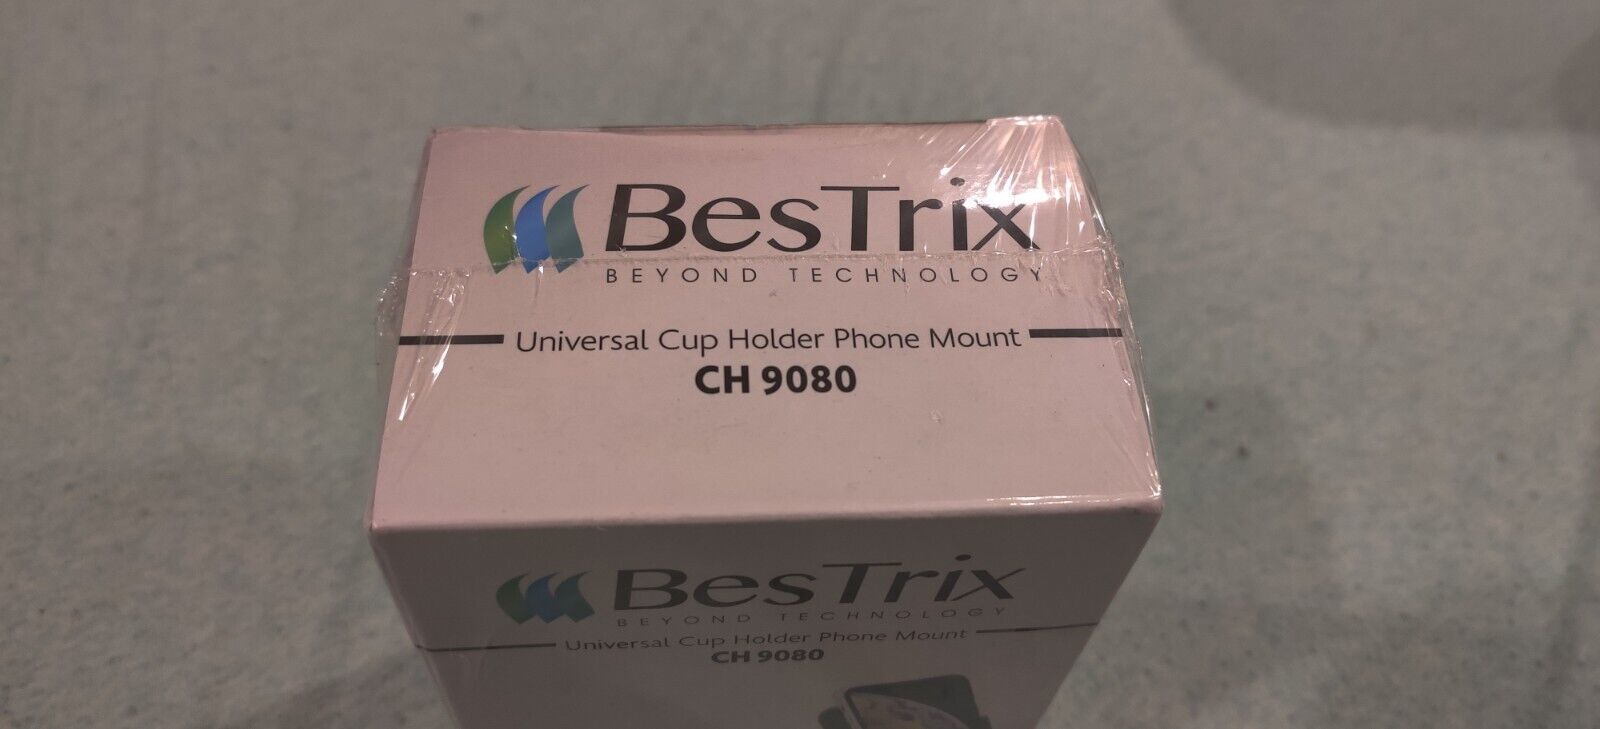 BesTrix
BEYOND TECHNOLOGY
Universal Cup Holder Phone Mount
CH 9080
BesTrix
BEYOND TECHNOLOGY
Universal Cup Holder Phone Mount
CH 9080